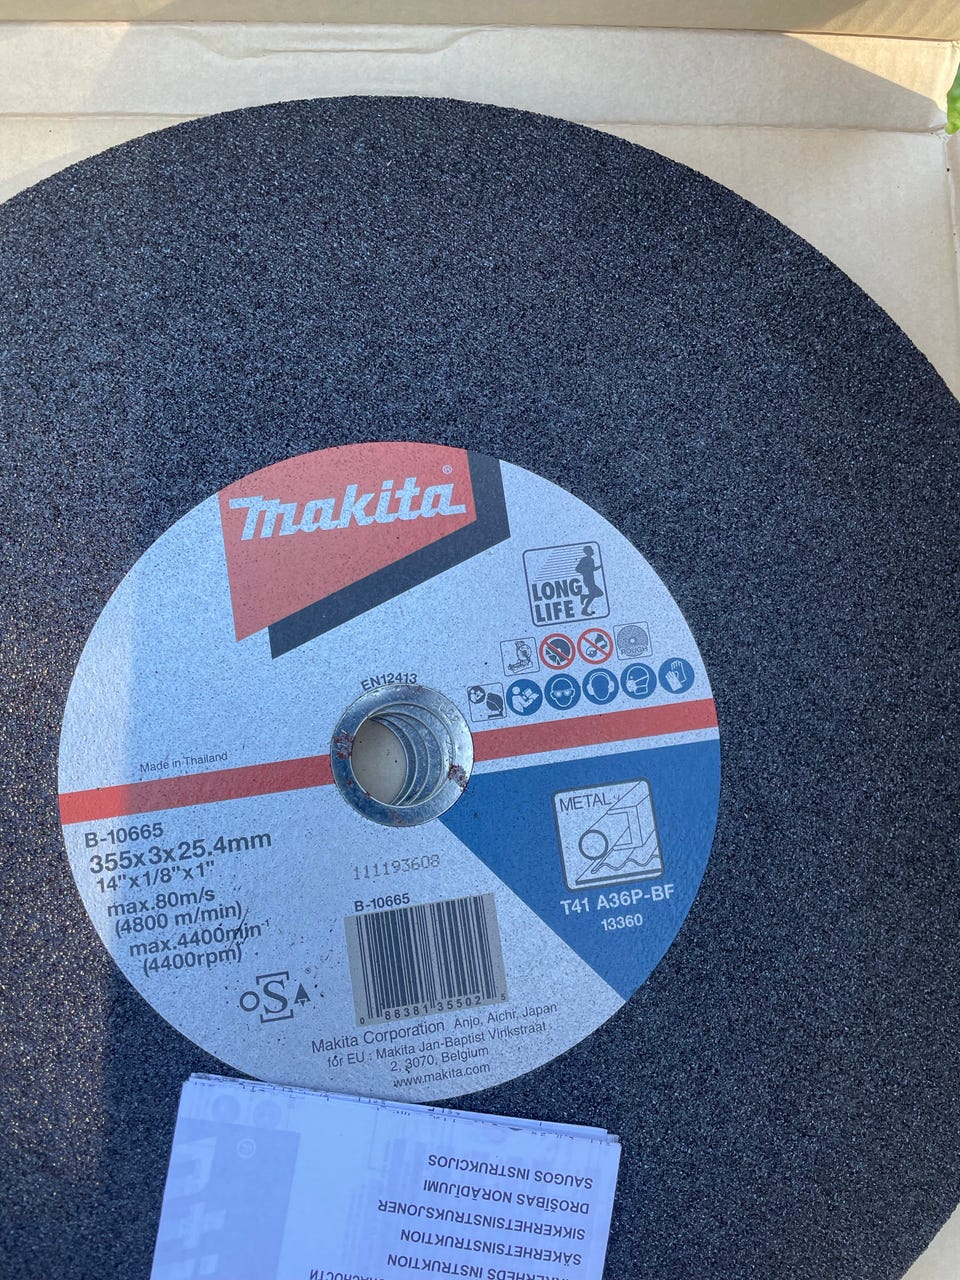 makita®
LONG
LIFE
ROUGH
EN12413
Made in Thailand
METAL
B-10665
355x3x25.4mm
14"x1/8"x1"
max.80m/s
(4800 m/min)
max.4400min-1
(4400rpm)
111193608
T41 A36P-BF
13360
B-10665
0 88381 35502 5
OSA®
Makita Corporation Anjo, Aichi, Japan
for EU : Makita Jan-Baptist Vinkstraat
2, 3070, Belgium
www.makita.com
SAUGOS INSTRUKCIJOS
DROŠĪBAS NORĀDĪJUMI
SIKKERHETSINSTRUKSJONER
SÄKERHETSINSTRUKTION